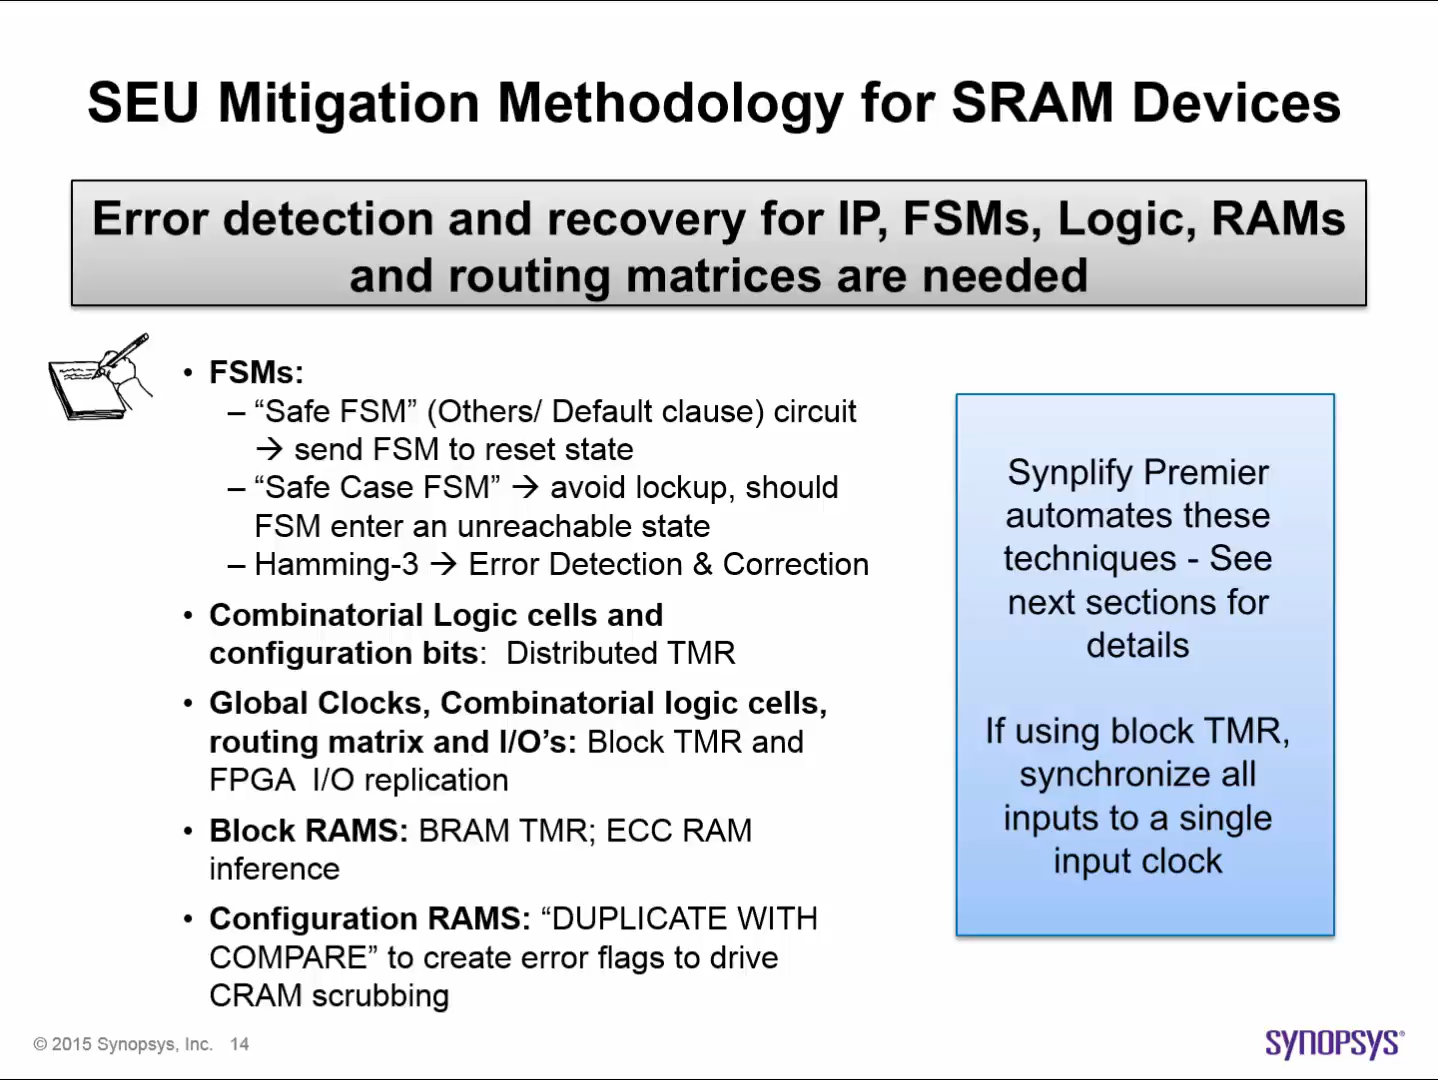 SEU Mitigation Methodology for SRAM Devices
Error detection and recovery for IP, FSMs, Logic, RAMs
and routing matrices are needed
• FSMs:
– “Safe FSM” (Others/ Default clause) circuit
→ send FSM to reset state
– “Safe Case FSM” → avoid lockup, should
FSM enter an unreachable state
– Hamming-3 → Error Detection & Correction
• Combinatorial Logic cells and
configuration bits: Distributed TMR
• Global Clocks, Combinatorial logic cells,
routing matrix and I/O’s: Block TMR and
FPGA I/O replication
• Block RAMS: BRAM TMR; ECC RAM
inference
• Configuration RAMS: “DUPLICATE WITH
COMPARE” to create error flags to drive
CRAM scrubbing
Synplify Premier
automates these
techniques - See
next sections for
details
If using block TMR,
synchronize all
inputs to a single
input clock
© 2015 Synopsys, Inc. 14
SYNOPSYS®